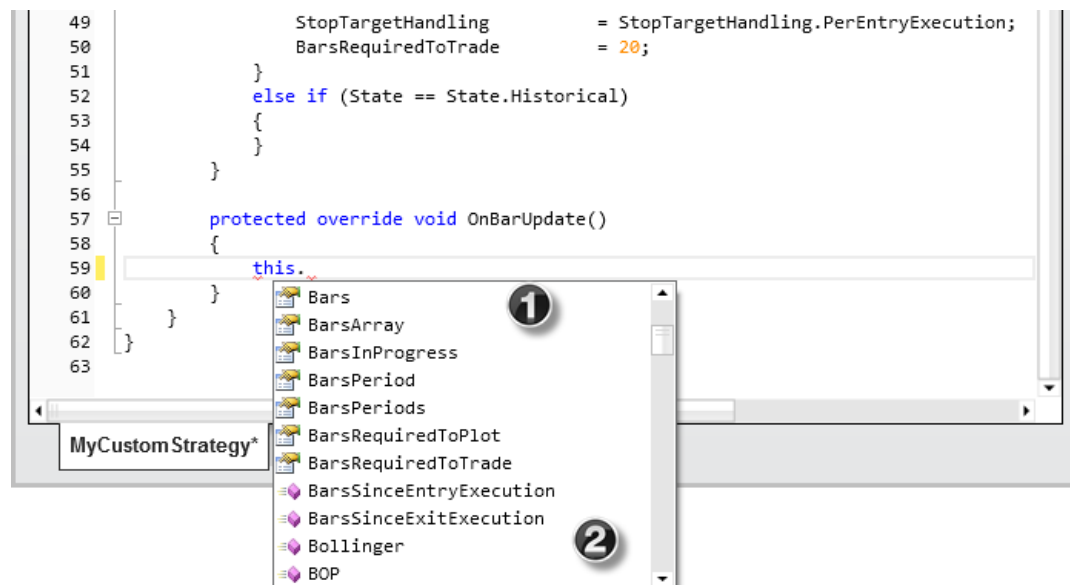 49 StopTargetHandling = StopTargetHandling.PerEntryExecution;
50 BarsRequiredToTrade = 20;
51 }
52 else if (State == State.Historical)
53 {
54 }
55 }
56
57 protected override void OnBarUpdate()
58 {
59 this.
60 }
61 }
62 }
63
Bars
1
BarsArray
BarsInProgress
BarsPeriod
BarsPeriods
BarsRequiredToPlot
BarsRequiredToTrade
BarsSinceEntryExecution
BarsSinceExitExecution
Bollinger
2
BOP
MyCustomStrategy*